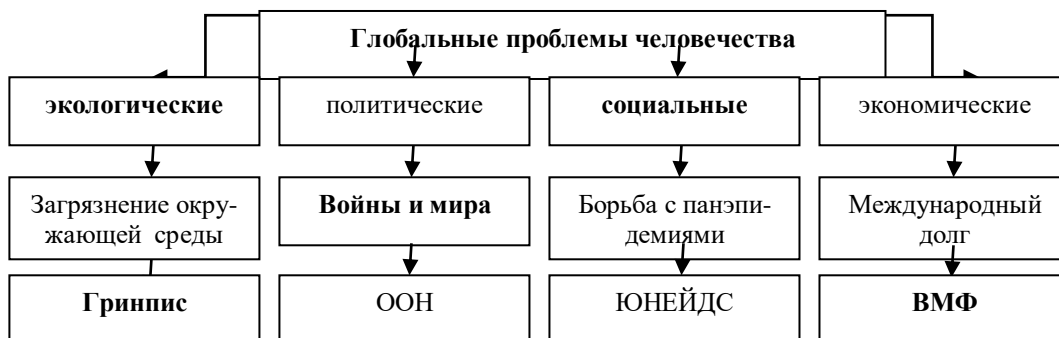 Глобальные проблемы человечества
экологические
политические
социальные
экономические
Загрязнение окру-
жающей среды
Войны и мира
Борьба с панэпи-
демиями
Международный
долг
Гринпис
ООН
ЮНЕЙДС
ВМФ